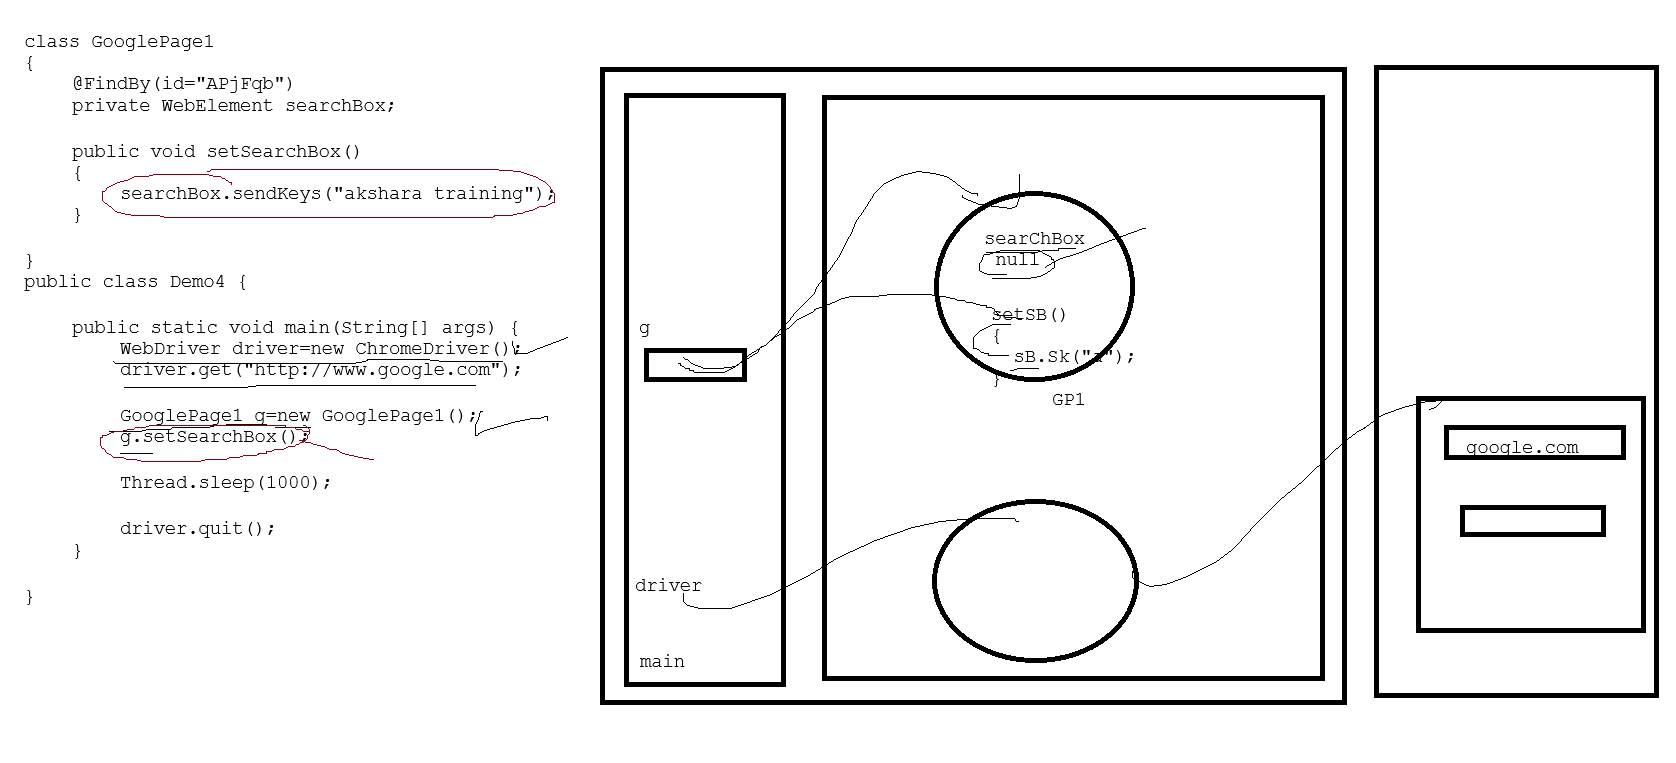 class GooglePage1
{
@FindBy(id="APjFqb")
private WebElement searchBox;
public void setSearchBox()
{
searchBox.sendKeys("akshara training");
}
}
public class Demo4 {
public static void main(String[] args) {
WebDriver driver=new ChromeDriver();
driver.get("http://www.google.com");
GooglePage1 g=new GooglePage1();
g.setSearchBox();
Thread.sleep(1000);
driver.quit();
}
}
g
driver
main
searChBox
null
setSB()
{
sB.Sk("a");
}
GP1
google.com